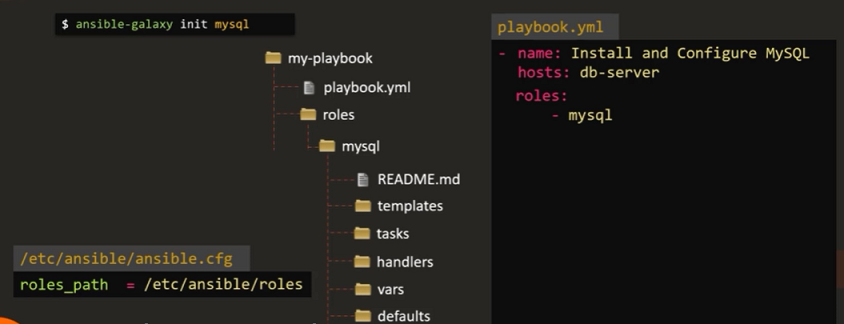 $ ansible-galaxy init mysql
my-playbook
playbook.yml
roles
mysql
README.md
templates
tasks
handlers
vars
defaults
/etc/ansible/ansible.cfg
roles_path = /etc/ansible/roles
playbook.yml
- name: Install and Configure MySQL
hosts: db-server
roles:
- mysql